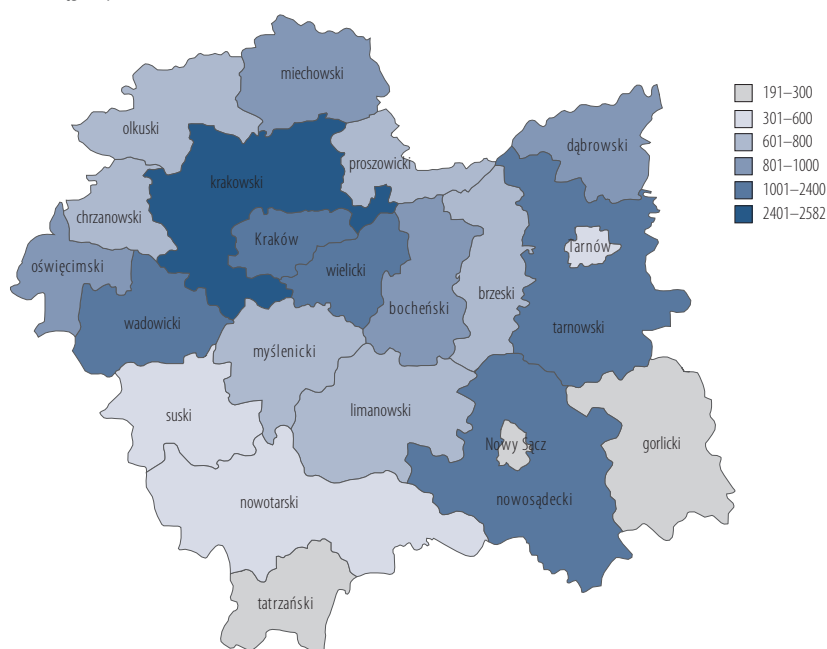 miechowski
191–300
301–600
601–800
801–1000
1001–2400
2401–2582
olkuski
dąbrowski
proszowicki
krakowski
chrzanowski
Kraków
Tarnów
oświęcimski
wielicki
brzeski
bocheński
wadowicki
tarnowski
myślenicki
limanowski
suski
Nowy Sącz
gorlicki
nowosądecki
nowotarski
tatrzański